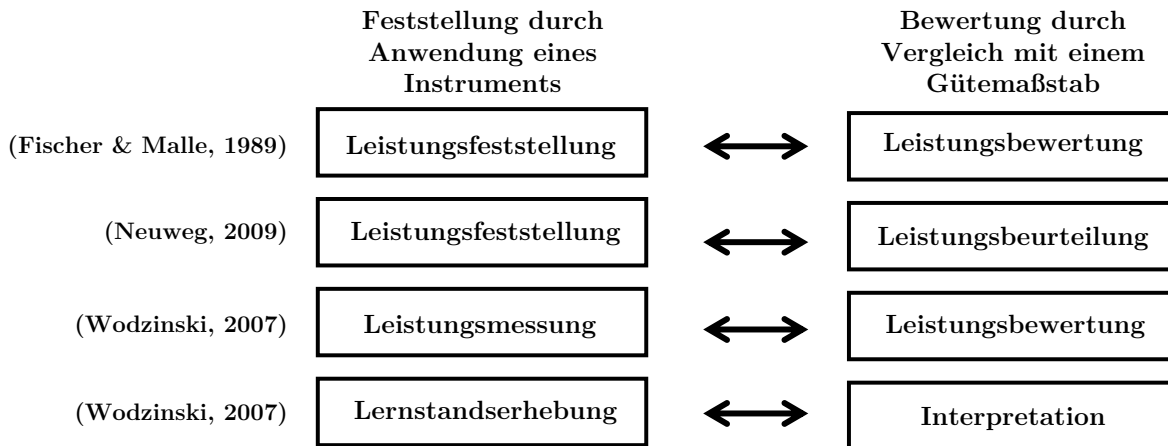 Feststellung durch
Anwendung eines
Instruments
Bewertung durch
Vergleich mit einem
Gütemaßstab
(Fischer & Malle, 1989) Leistungsfeststellung Leistungsbewertung
(Neuweg, 2009) Leistungsfeststellung Leistungsbeurteilung
(Wodzinski, 2007) Leistungsmessung Leistungsbewertung
(Wodzinski, 2007) Lernstandserhebung Interpretation